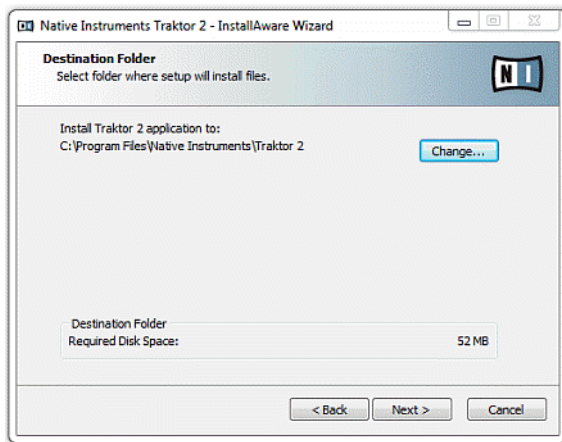 Native Instruments Traktor 2 - InstallAware Wizard
Destination Folder
Select folder where setup will install files.
N I
Install Traktor 2 application to:
C:\Program Files\Native Instruments\Traktor 2
Change...
Destination Folder
Required Disk Space: 52 MB
< Back Next > Cancel